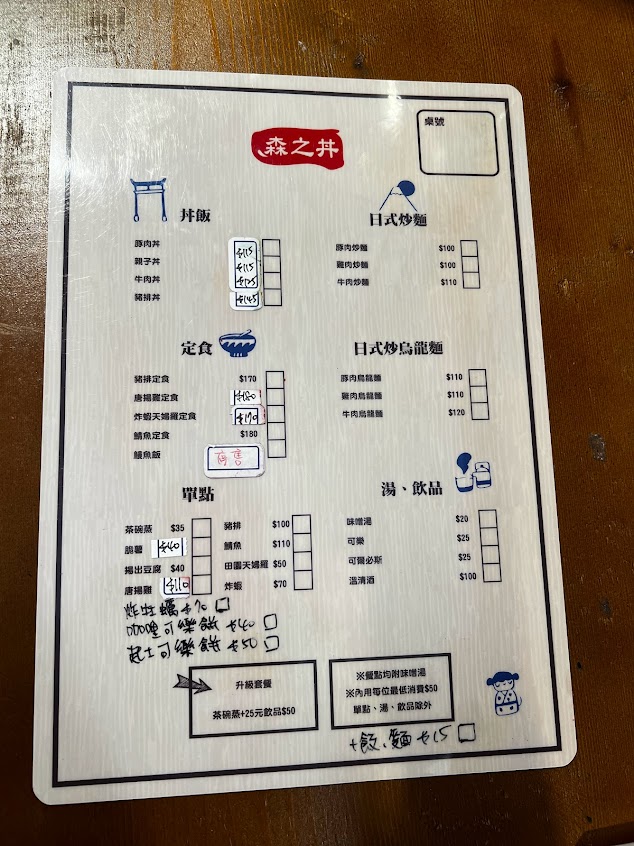 桌號
森之丼
丼飯
豚肉丼 $115
親子丼 $115
牛肉丼 $125
豬排丼 $145
日式炒麵
豚肉炒麵 $100
雞肉炒麵 $100
牛肉炒麵 $110
定食
豬排定食 $170
唐揚雞定食 $180
炸蝦天婦羅定食 $170
鯖魚定食 $180
鰻魚飯
日式炒烏龍麵
豚肉烏龍麵 $110
雞肉烏龍麵 $110
牛肉烏龍麵 $120
單點
茶碗蒸 $35
脆薯 $40
揚出豆腐 $40
唐揚雞 $110
豬排 $100
鯖魚 $110
田園天婦羅 $50
炸蝦 $70
炸牡蠣 $70
咖哩可樂餅 $40
起士可樂餅 $50
湯、飲品
味噌湯 $20
可樂 $25
可爾必斯 $25
溫清酒 $100
升級套餐
茶碗蒸+25元飲品$50
※餐點均附味噌湯
※內用每位最低消費$50
單點、湯、飲品除外
+飯、麵 $15